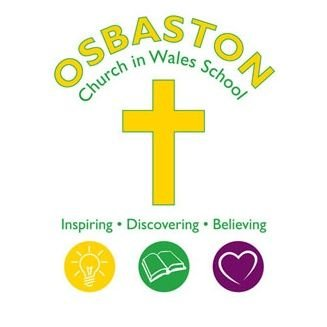 OSBASTON
Church in Wales School
Inspiring • Discovering • Believing